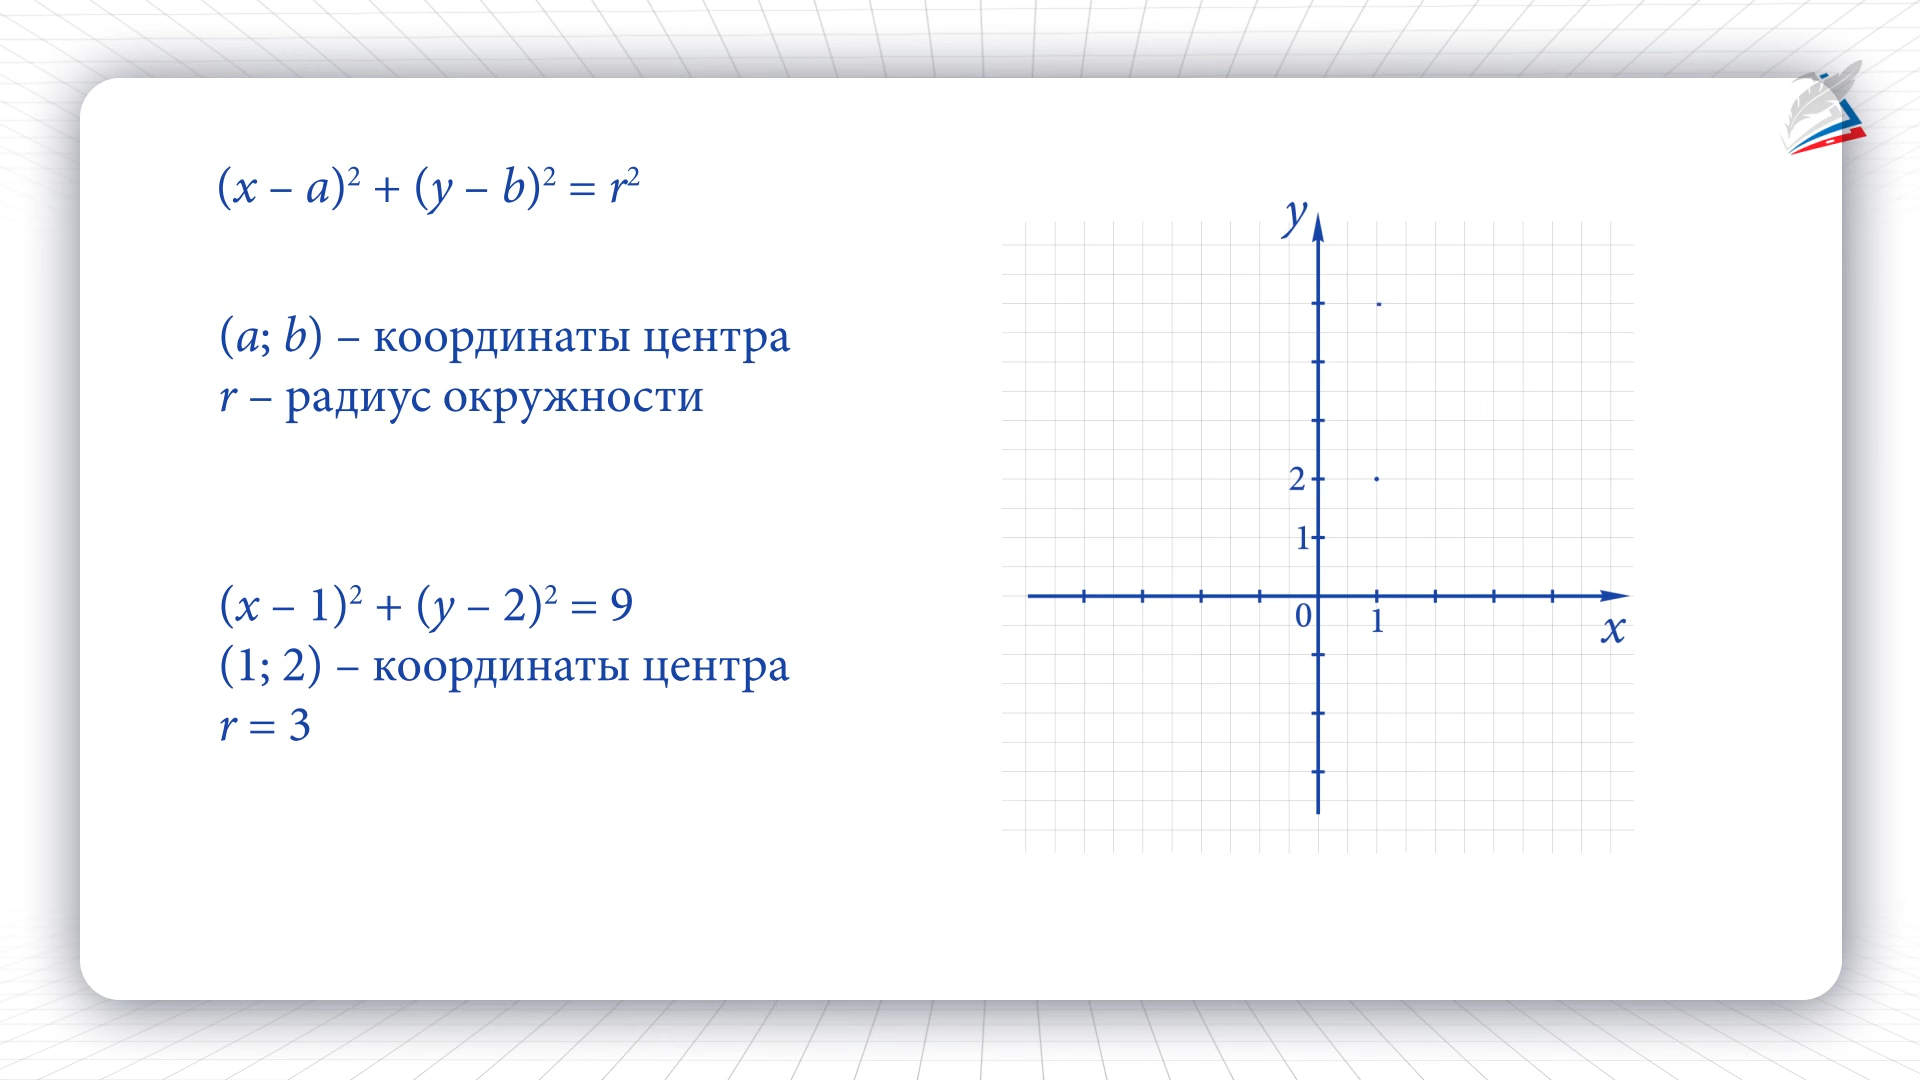 (x – a)² + (y – b)² = r²
(a; b) – координаты центра
r – радиус окружности
(x – 1)² + (y – 2)² = 9
(1; 2) – координаты центра
r = 3
y
2
1
0
1
x